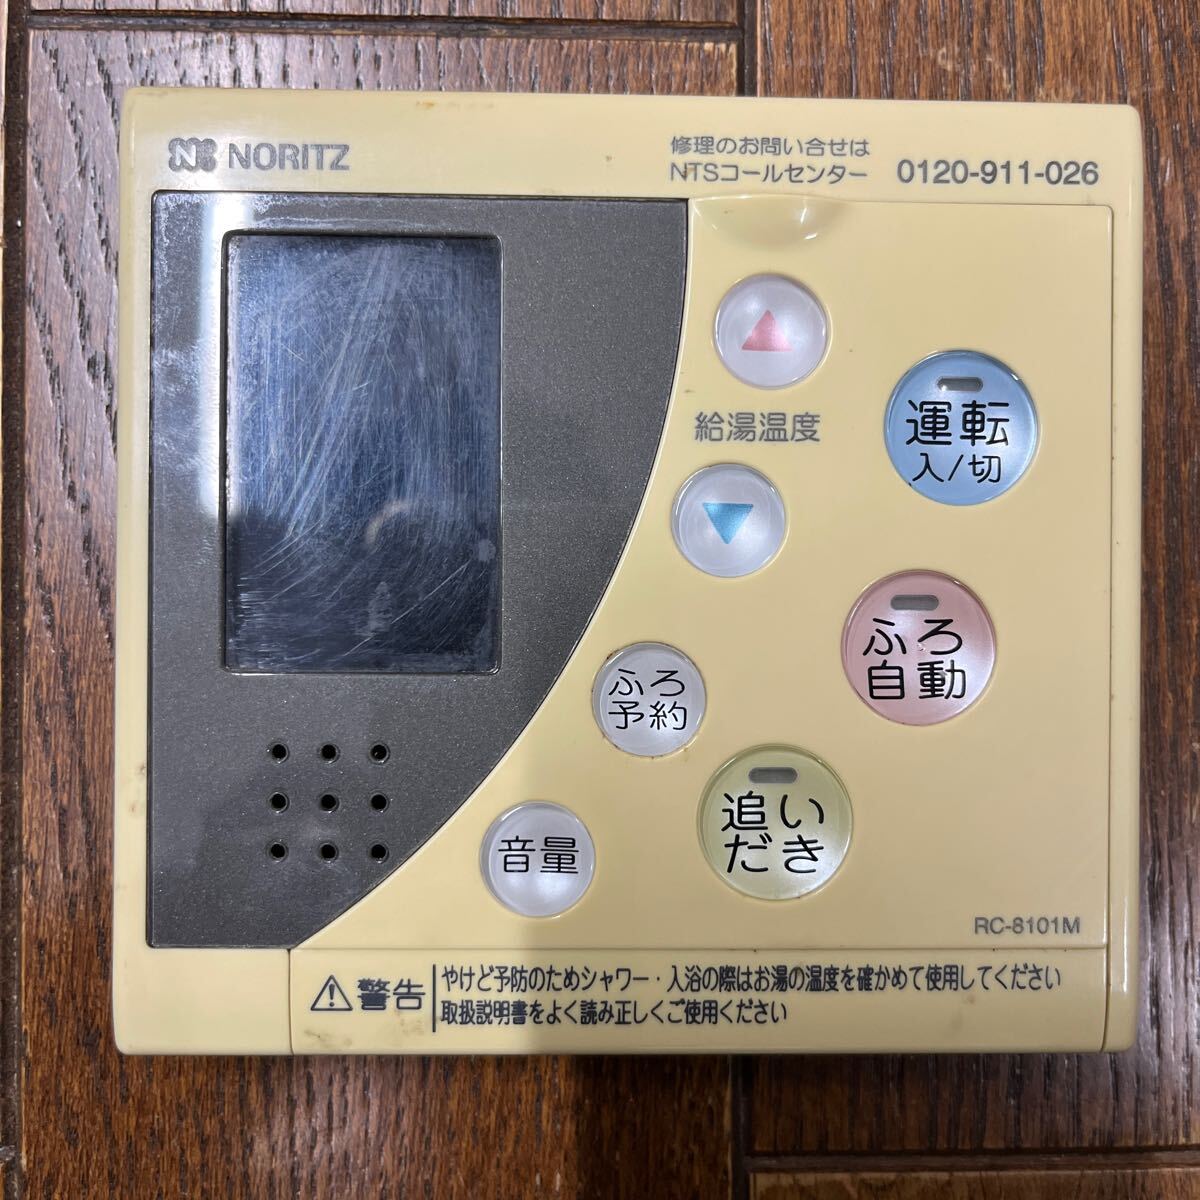 NORITZ
修理のお問い合せは
NTSコールセンター 0120-911-026
給湯温度
運転
入/切
ふろ
自動
ふろ
予約
追い
だき
音量
RC-8101M
警告
やけど予防のためシャワー・入浴の際はお湯の温度を確かめて使用してください
取扱説明書をよく読み正しくご使用ください